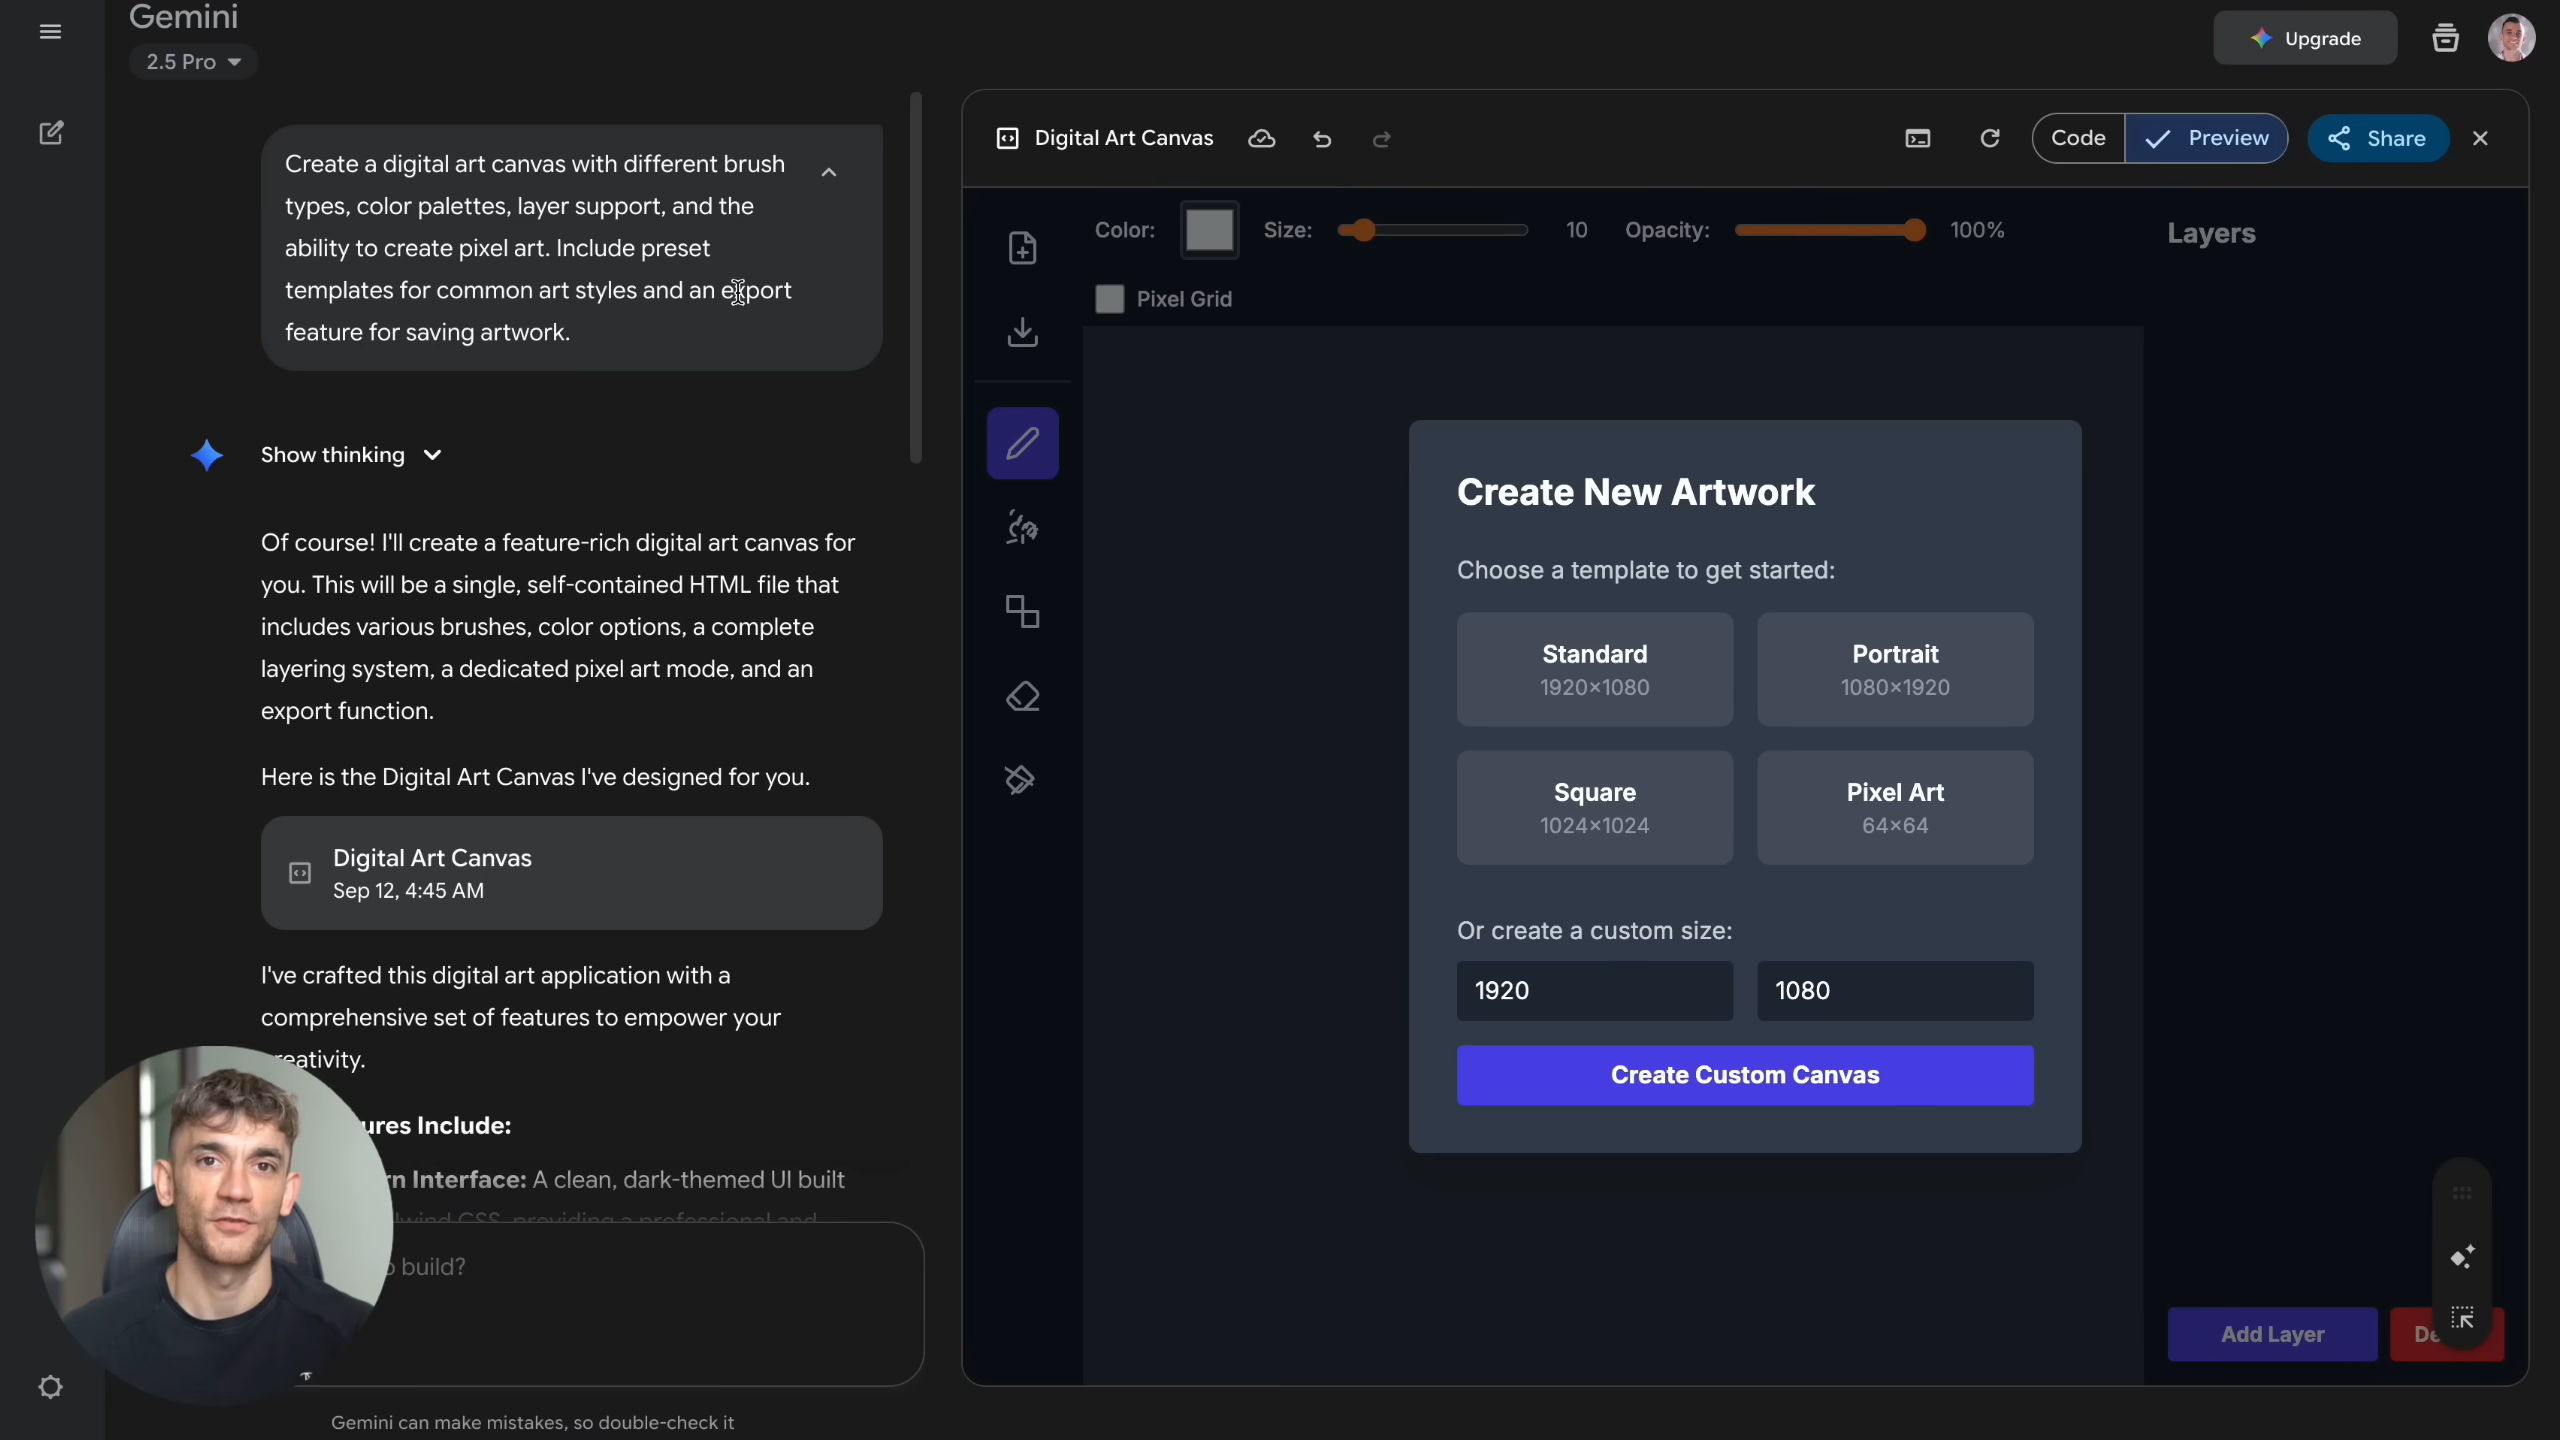 Gemini
2.5 Pro
Upgrade
Create a digital art canvas with different brush
types, color palettes, layer support, and the
ability to create pixel art. Include preset
templates for common art styles and an export
feature for saving artwork.
Show thinking
Of course! I'll create a feature-rich digital art canvas for
you. This will be a single, self-contained HTML file that
includes various brushes, color options, a complete
layering system, a dedicated pixel art mode, and an
export function.
Here is the Digital Art Canvas I've designed for you.
Digital Art Canvas
Sep 12, 4:45 AM
I've crafted this digital art application with a
comprehensive set of features to empower your
eativity.
ures Include:
rn Interface: A clean, dark-themed UI built
lwind CSS, providing a professional and
build?
Gemini can make mistakes, so double-check it
Digital Art Canvas
Code
Preview
Share
Color:
Size:
10
Opacity:
100%
Layers
Pixel Grid
Create New Artwork
Choose a template to get started:
Standard
1920×1080
Portrait
1080×1920
Square
1024×1024
Pixel Art
64×64
Or create a custom size:
1920
1080
Create Custom Canvas
Add Layer
De